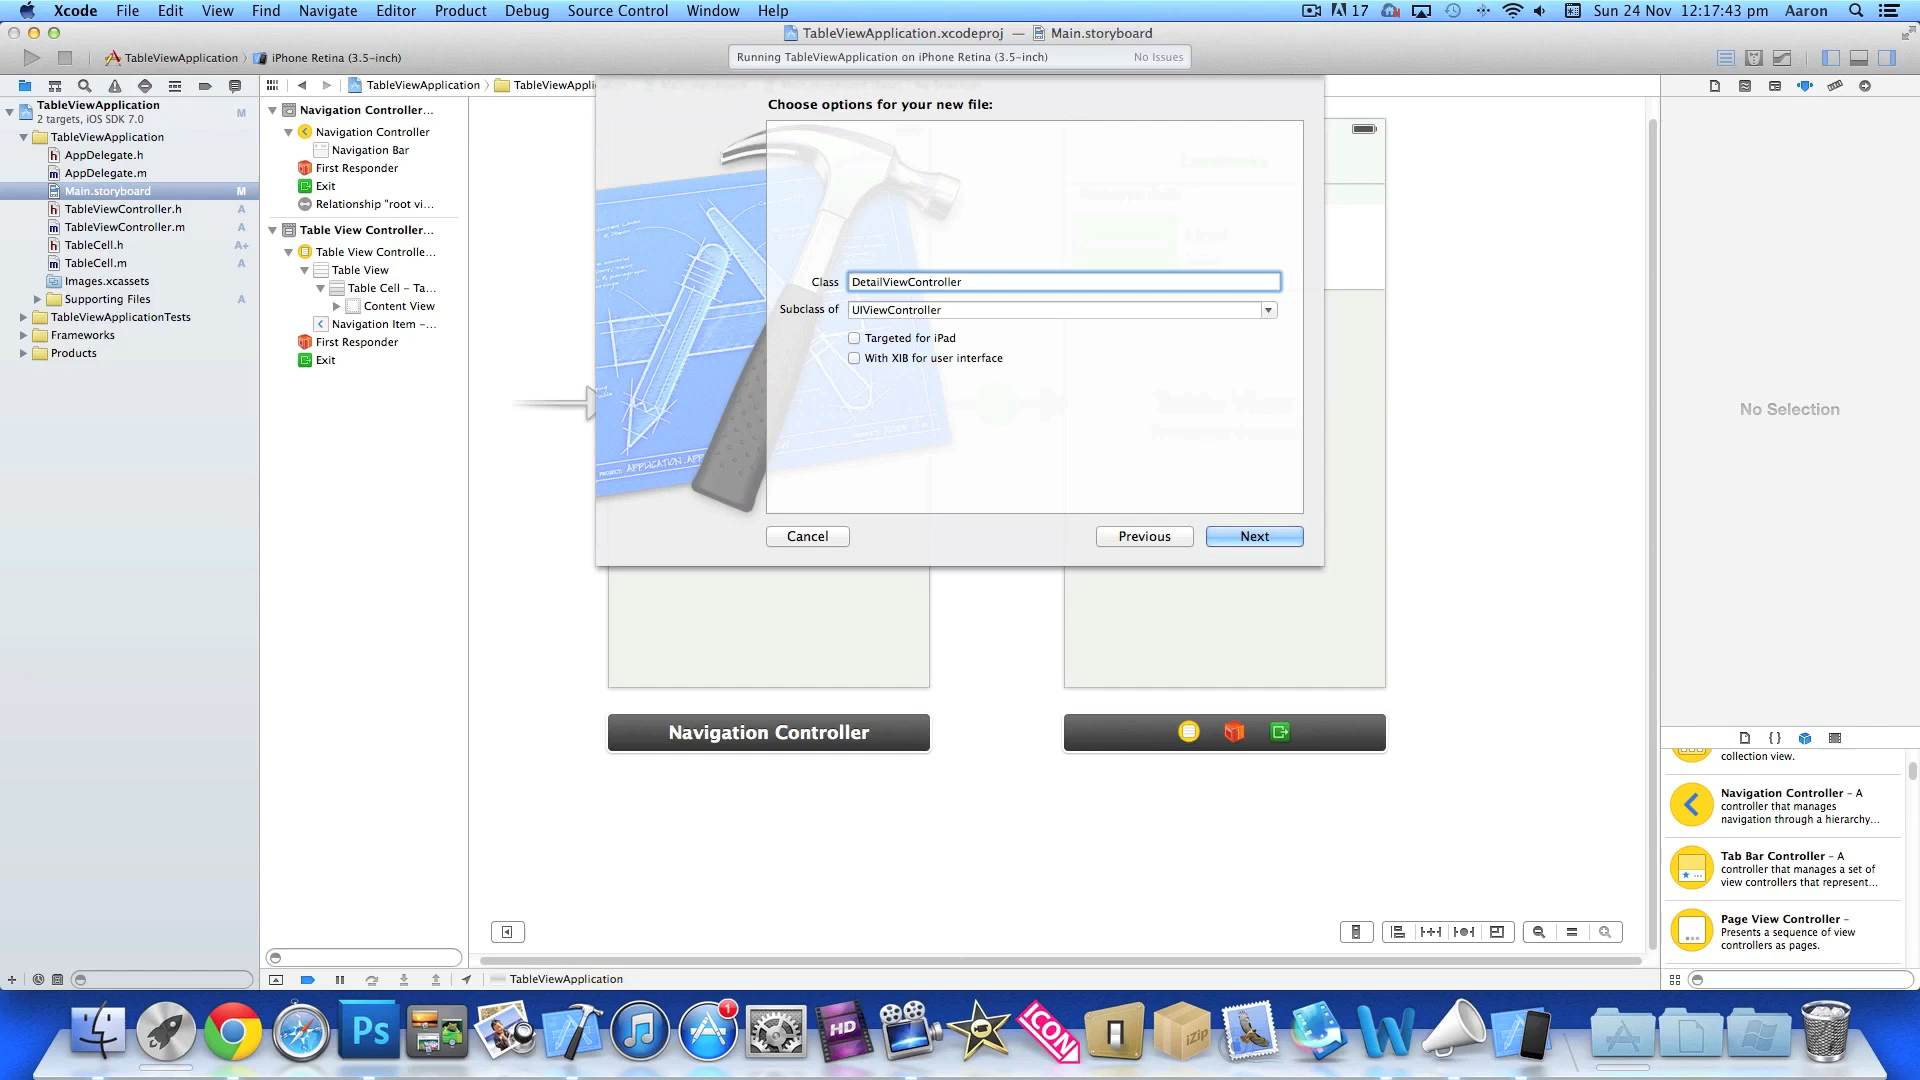 Xcode File Edit View Find Navigate Editor Product Debug Source Control Window Help
17 Sun 24 Nov 12:17:43 pm Aaron
TableViewApplication.xcodeproj — Main.storyboard
TableViewApplication iPhone Retina (3.5-inch)
Running TableViewApplication on iPhone Retina (3.5-inch) No Issues
TableViewApplication TableViewAppli
TableViewApplication M
2 targets, iOS SDK 7.0
TableViewApplication
AppDelegate.h
AppDelegate.m
Main.storyboard M
TableViewController.h A
TableViewController.m A
TableCell.h A+
TableCell.m A
Images.xcassets
Supporting Files A
TableViewApplicationTests
Frameworks
Products
Navigation Controller...
Navigation Controller
Navigation Bar
First Responder
Exit
Relationship "root vi...
Table View Controller...
Table View Controlle...
Table View
Table Cell – Ta...
Content View
Navigation Item –...
First Responder
Exit
Choose options for your new file:
Class DetailViewController
Subclass of UIViewController
Targeted for iPad
With XIB for user interface
Cancel Previous Next
Navigation Controller
No Selection
collection view.
Navigation Controller – A
controller that manages
navigation through a hierarchy...
Tab Bar Controller – A
controller that manages a set of
view controllers that represent...
Page View Controller –
Presents a sequence of view
controllers as pages.
TableViewApplication
Ps
1
HD
ICON
iZip